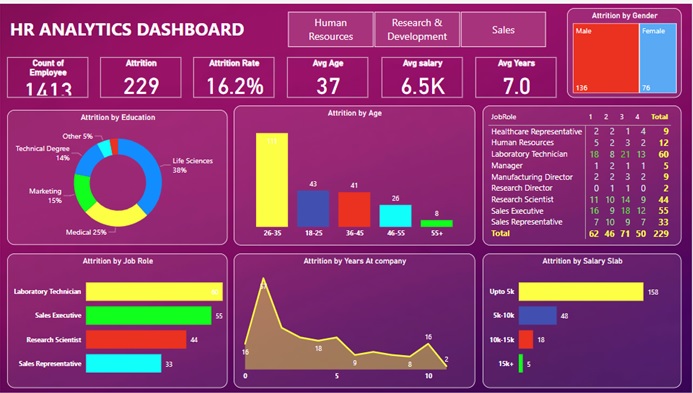 HR ANALYTICS DASHBOARD
Human Resources
Research & Development
Sales
Attrition by Gender
Male
Female
136
76
Count of Employee
1413
Attrition
229
Attrition Rate
16.2%
Avg Age
37
Avg salary
6.5K
Avg Years
7.0
Attrition by Education
Other 5%
Technical Degree 14%
Life Sciences 38%
Marketing 15%
Medical 25%
Attrition by Age
43
41
26
8
26-35 18-25 36-45 46-55 55+
JobRole 1 2 3 4 Total
Healthcare Representative 2 2 1 4 9
Human Resources 5 2 3 2 12
Laboratory Technician 18 8 21 13 60
Manager 1 2 1 1 5
Manufacturing Director 2 2 3 2 9
Research Director 0 1 1 0 2
Research Scientist 11 10 14 9 44
Sales Executive 16 9 18 12 55
Sales Representative 7 10 9 7 33
Total 62 46 71 50 229
Attrition by Job Role
Laboratory Technician
Sales Executive 55
Research Scientist 44
Sales Representative 33
Attrition by Years At company
16
18
9
8
16
2
0 5 10
Attrition by Salary Slab
Upto 5k 158
5k-10k 48
10k-15k 18
15k+ 5